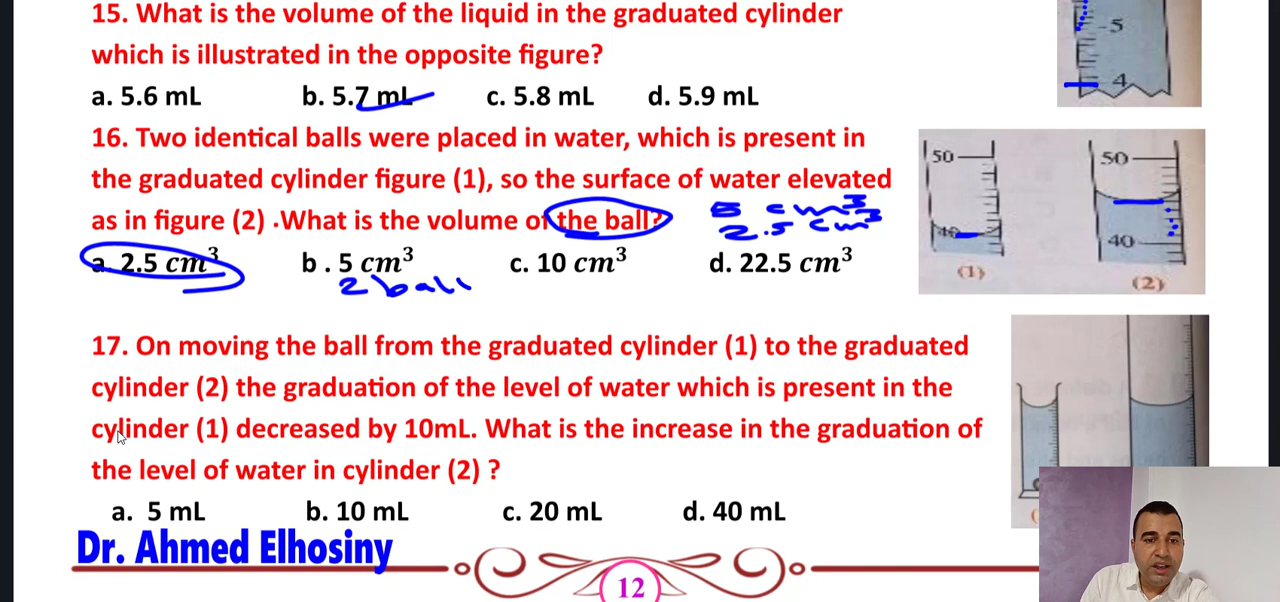 15. What is the volume of the liquid in the graduated cylinder
which is illustrated in the opposite figure?
a. 5.6 mL b. 5.7 mL c. 5.8 mL d. 5.9 mL
5
4
16. Two identical balls were placed in water, which is present in
the graduated cylinder figure (1), so the surface of water elevated
as in figure (2) .What is the volume of the ball?
5 cm³
2.5 cm³
a. 2.5 cm³ b . 5 cm³ c. 10 cm³ d. 22.5 cm³
2 ball
50
40
(1)
50
40
(2)
17. On moving the ball from the graduated cylinder (1) to the graduated
cylinder (2) the graduation of the level of water which is present in the
cylinder (1) decreased by 10mL. What is the increase in the graduation of
the level of water in cylinder (2) ?
a. 5 mL b. 10 mL c. 20 mL d. 40 mL
Dr. Ahmed Elhosiny
12